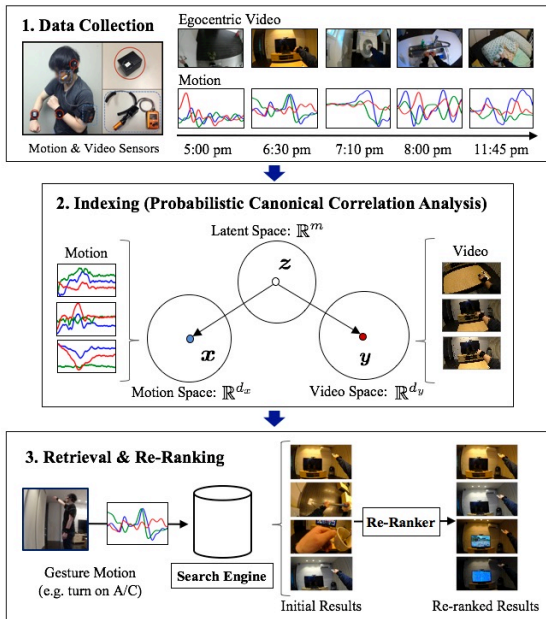 1. Data Collection
Egocentric Video
Motion
Motion & Video Sensors
5:00 pm
6:30 pm
7:10 pm
8:00 pm
11:45 pm
2. Indexing (Probabilistic Canonical Correlation Analysis)
Latent Space: ℝᵐ
Motion
Video
z
x
y
Motion Space: ℝ^{d_x}
Video Space: ℝ^{d_y}
3. Retrieval & Re-Ranking
Gesture Motion
(e.g. turn on A/C)
Search Engine
Re-Ranker
Initial Results
Re-ranked Results